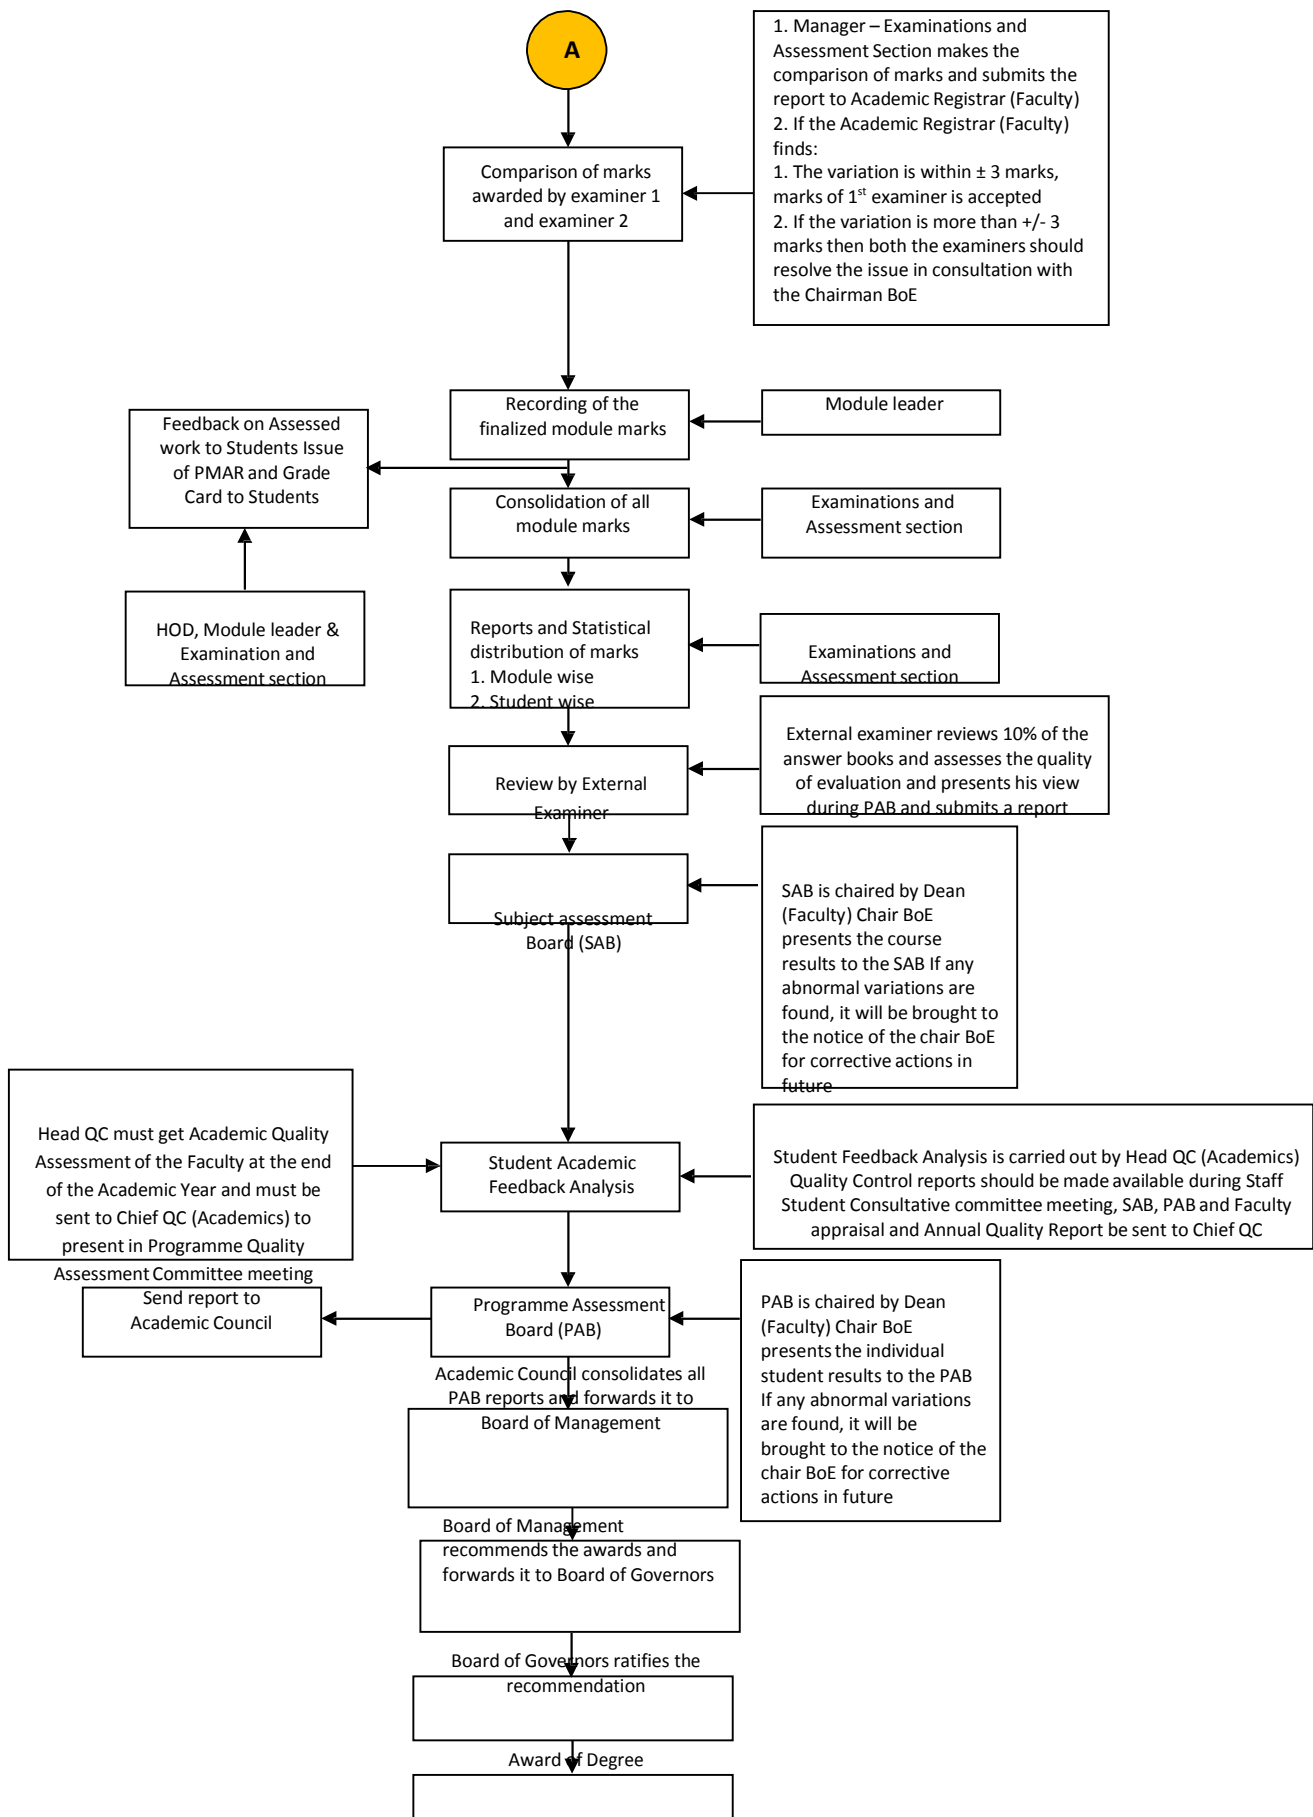 A
1. Manager – Examinations and
Assessment Section makes the
comparison of marks and submits the
report to Academic Registrar (Faculty)
2. If the Academic Registrar (Faculty)
finds:
1. The variation is within ± 3 marks,
marks of 1st examiner is accepted
2. If the variation is more than +/- 3
marks then both the examiners should
resolve the issue in consultation with
the Chairman BoE
Comparison of marks
awarded by examiner 1
and examiner 2
Recording of the
finalized module marks
Module leader
Feedback on Assessed
work to Students Issue
of PMAR and Grade
Card to Students
Consolidation of all
module marks
Examinations and
Assessment section
HOD, Module leader &
Examination and
Assessment section
Reports and Statistical
distribution of marks
1. Module wise
2. Student wise
Examinations and
Assessment section
External examiner reviews 10% of the
answer books and assesses the quality
of evaluation and presents his view
during PAB and submits a report
Review by External
Examiner
Subject assessment
Board (SAB)
SAB is chaired by Dean
(Faculty) Chair BoE
presents the course
results to the SAB If any
abnormal variations are
found, it will be brought to
the notice of the chair BoE
for corrective actions in
future
Head QC must get Academic Quality
Assessment of the Faculty at the end
of the Academic Year and must be
sent to Chief QC (Academics) to
present in Programme Quality
Assessment Committee meeting
Student Academic
Feedback Analysis
Student Feedback Analysis is carried out by Head QC (Academics)
Quality Control reports should be made available during Staff
Student Consultative committee meeting, SAB, PAB and Faculty
appraisal and Annual Quality Report be sent to Chief QC
Send report to
Academic Council
Programme Assessment
Board (PAB)
PAB is chaired by Dean
(Faculty) Chair BoE
presents the individual
student results to the PAB
If any abnormal variations
are found, it will be
brought to the notice of the
chair BoE for corrective
actions in future
Academic Council consolidates all
PAB reports and forwards it to
Board of Management
Board of Management
recommends the awards and
forwards it to Board of Governors
Board of Governors ratifies the
recommendation
Award of Degree